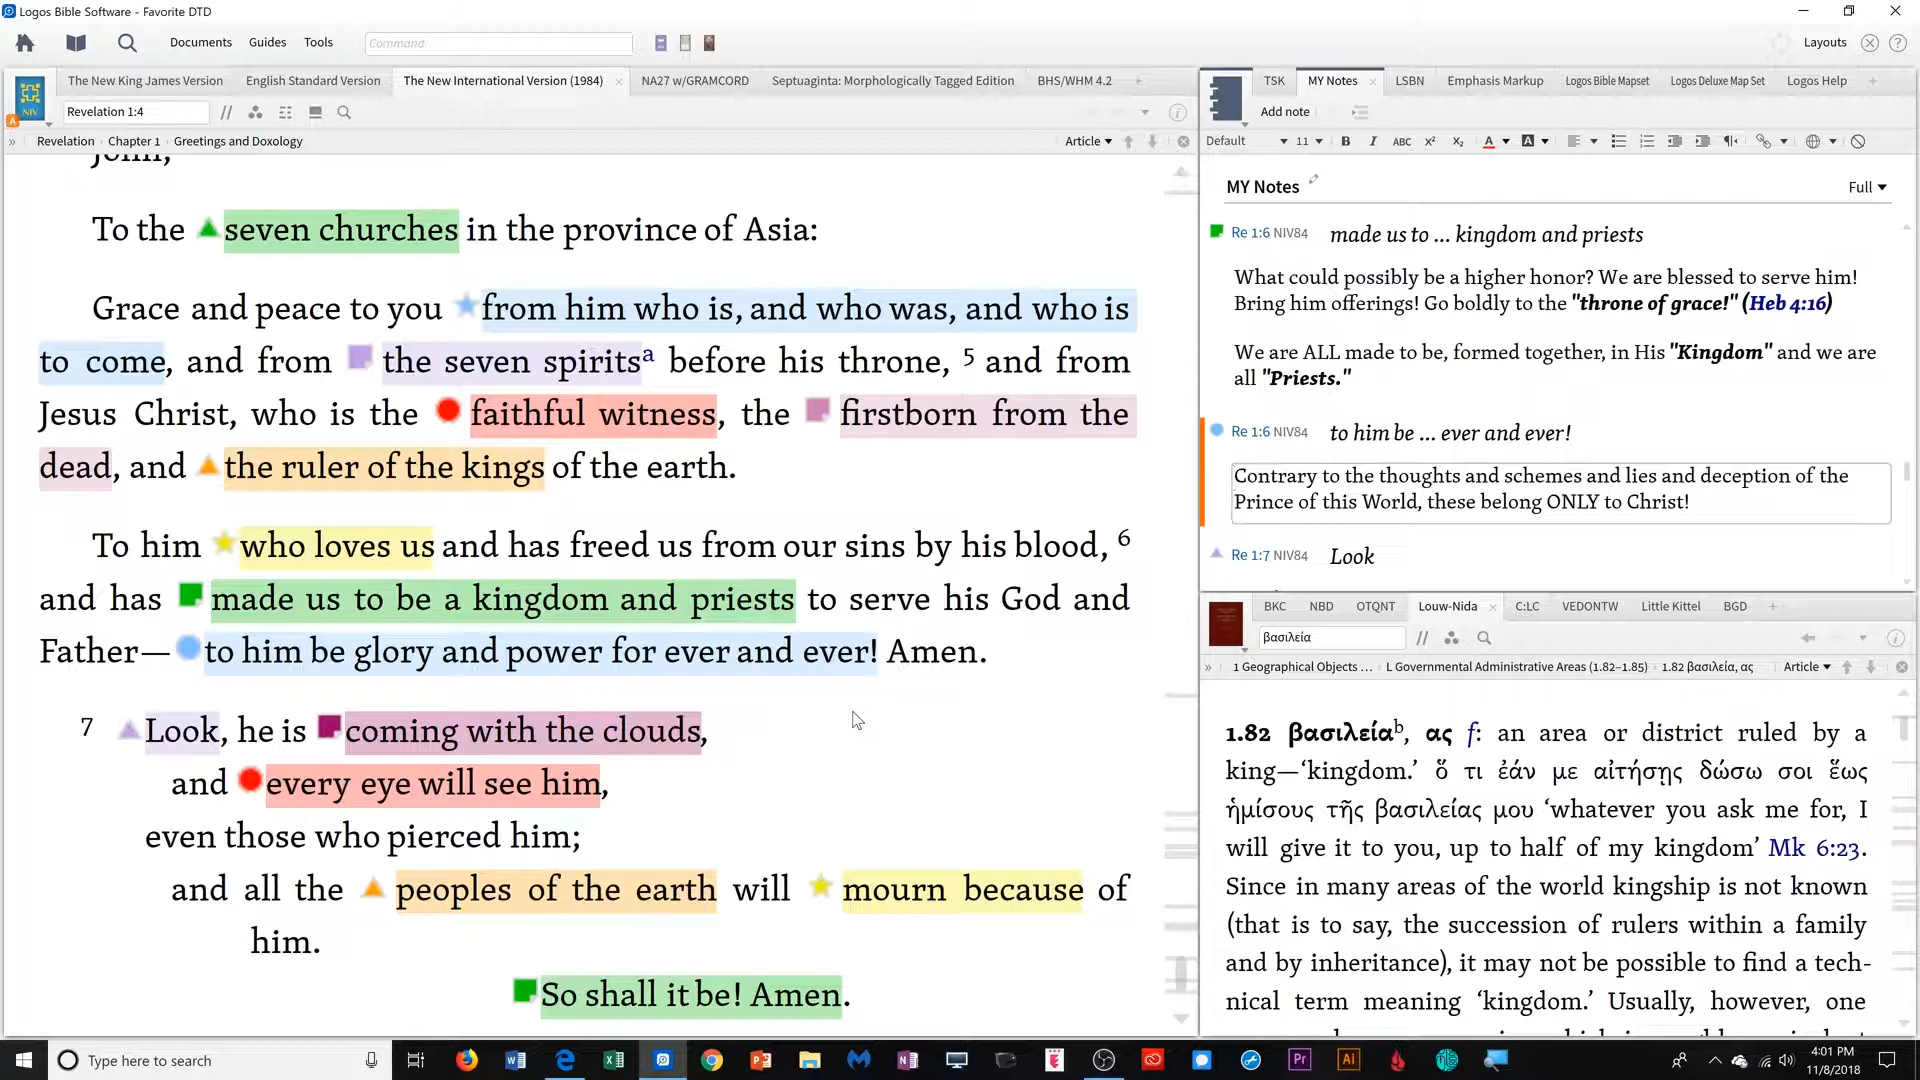 Logos Bible Software - Favorite DTD
Documents Guides Tools Command Layouts
The New King James Version English Standard Version The New International Version (1984) NA27 w/GRAMCORD Septuaginta: Morphologically Tagged Edition BHS/WHM 4.2
NIV
Revelation 1:4
Revelation › Chapter 1 › Greetings and Doxology Article
John,
To the seven churches in the province of Asia:
Grace and peace to you from him who is, and who was, and who is
to come, and from the seven spirits a before his throne, 5 and from
Jesus Christ, who is the faithful witness, the firstborn from the
dead, and the ruler of the kings of the earth.
To him who loves us and has freed us from our sins by his blood, 6
and has made us to be a kingdom and priests to serve his God and
Father— to him be glory and power for ever and ever! Amen.
7 Look, he is coming with the clouds,
and every eye will see him,
even those who pierced him;
and all the peoples of the earth will mourn because of
him.
So shall it be! Amen.
TSK MY Notes LSBN Emphasis Markup Logos Bible Mapset Logos Deluxe Map Set Logos Help
Add note
Default 11 B I ABC X² X₂ A A
MY Notes Full
Re 1:6 NIV84 made us to ... kingdom and priests
What could possibly be a higher honor? We are blessed to serve him!
Bring him offerings! Go boldly to the "throne of grace!" (Heb 4:16)
We are ALL made to be, formed together, in His "Kingdom" and we are
all "Priests."
Re 1:6 NIV84 to him be ... ever and ever!
Contrary to the thoughts and schemes and lies and deception of the
Prince of this World, these belong ONLY to Christ!
Re 1:7 NIV84 Look
BKC NBD OTQNT Louw-Nida C:LC VEDONTW Little Kittel BGD
βασιλεία
1 Geographical Objects ... › L Governmental Administrative Areas (1.82–1.85) › 1.82 βασιλεία, ας Article
1.82 βασιλεία b, ας f: an area or district ruled by a
king—‘kingdom.’ ὅ τι ἐάν με αἰτήσῃς δώσω σοι ἕως
ἡμίσους τῆς βασιλείας μου ‘whatever you ask me for, I
will give it to you, up to half of my kingdom’ Mk 6:23.
Since in many areas of the world kingship is not known
(that is to say, the succession of rulers within a family
and by inheritance), it may not be possible to find a tech-
nical term meaning ‘kingdom.’ Usually, however, one
Type here to search
Pr Ai
4:01 PM
11/8/2018